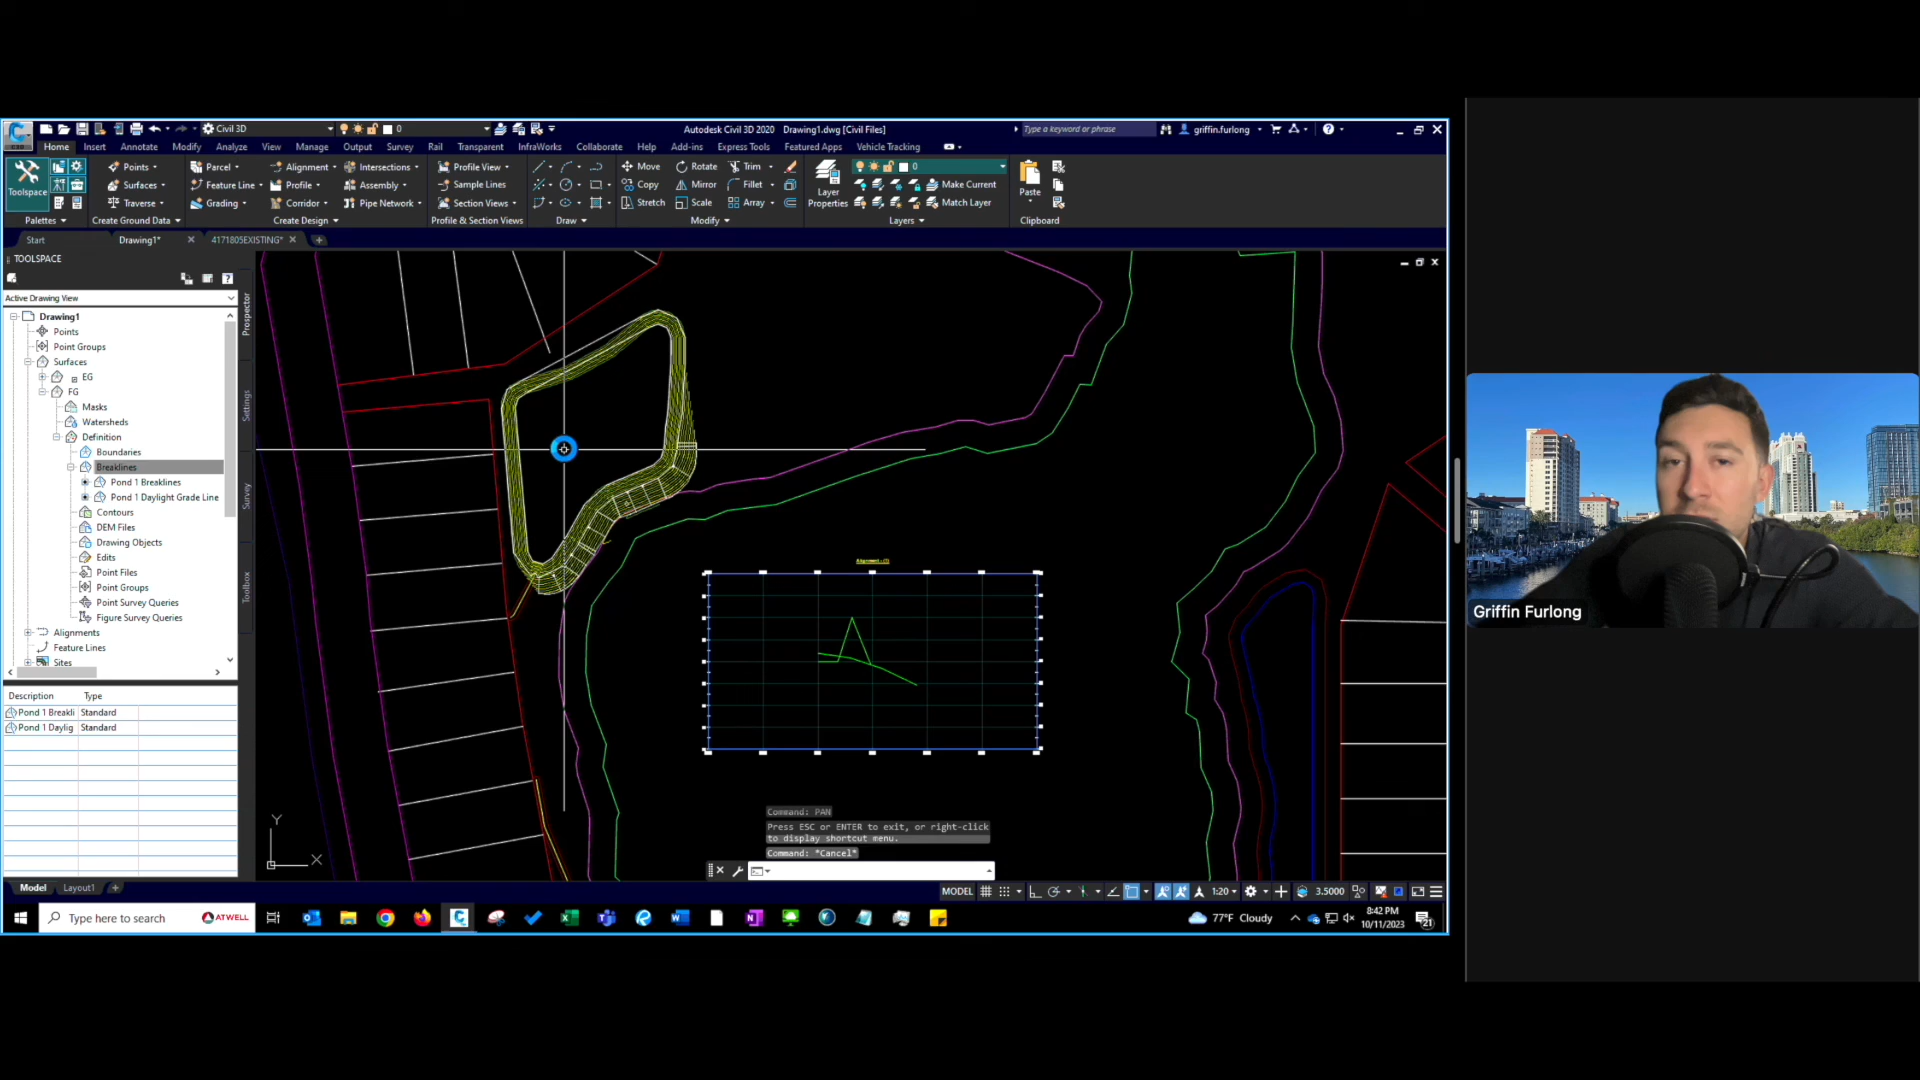 Civil 3D
0
Autodesk Civil 3D 2020 Drawing1.dwg [Civil Files]
Type a keyword or phrase
griffin.furlong
Home Insert Annotate Modify Analyze View Manage Output Survey Rail Transparent InfraWorks Collaborate Help Add-ins Express Tools Featured Apps Vehicle Tracking
Toolspace
Points
Surfaces
Traverse
Parcel
Feature Line
Grading
Alignment
Profile
Corridor
Intersections
Assembly
Pipe Network
Profile View
Sample Lines
Section Views
Move
Copy
Stretch
Rotate
Mirror
Scale
Trim
Fillet
Array
Layer
Properties
0
Make Current
Match Layer
Paste
Palettes Create Ground Data Create Design Profile & Section Views Draw Modify Layers Clipboard
Start Drawing1* 4171805EXISTING*
TOOLSPACE
Active Drawing View
Drawing1
Points
Point Groups
Surfaces
EG
FG
Masks
Watersheds
Definition
Boundaries
Breaklines
Pond 1 Breaklines
Pond 1 Daylight Grade Line
Contours
DEM Files
Drawing Objects
Edits
Point Files
Point Groups
Point Survey Queries
Figure Survey Queries
Alignments
Feature Lines
Sites
Prospector
Settings
Survey
Toolbox
Description Type
Pond 1 Breakli Standard
Pond 1 Daylig Standard
Y
X
Command: PAN
Press ESC or ENTER to exit, or right-click
to display shortcut menu.
Command: *Cancel*
Model Layout1
MODEL
1:20
3.5000
Type here to search
ATWELL
77°F Cloudy
8:42 PM
10/11/2023
21
Griffin Furlong